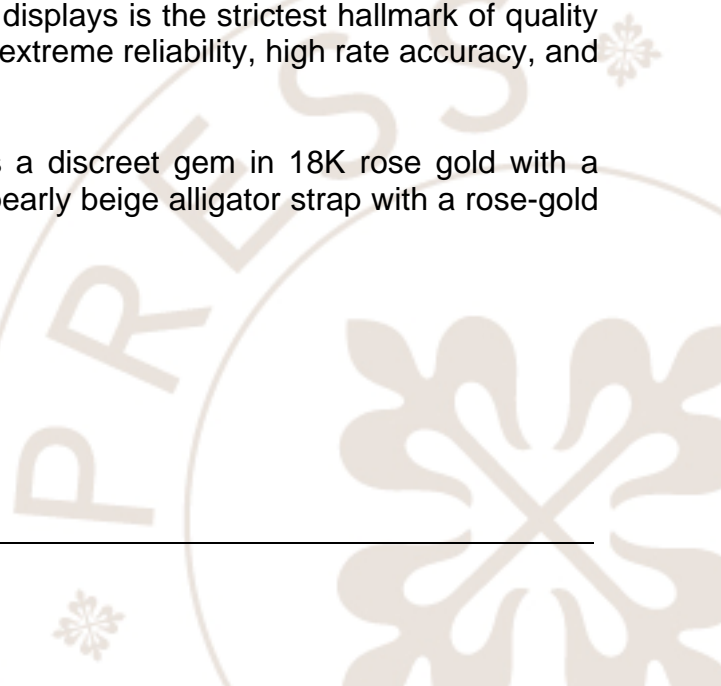 displays is the strictest hallmark of quality
extreme reliability, high rate accuracy, and
a discreet gem in 18K rose gold with a
beige alligator strap with a rose-gold
PRESS